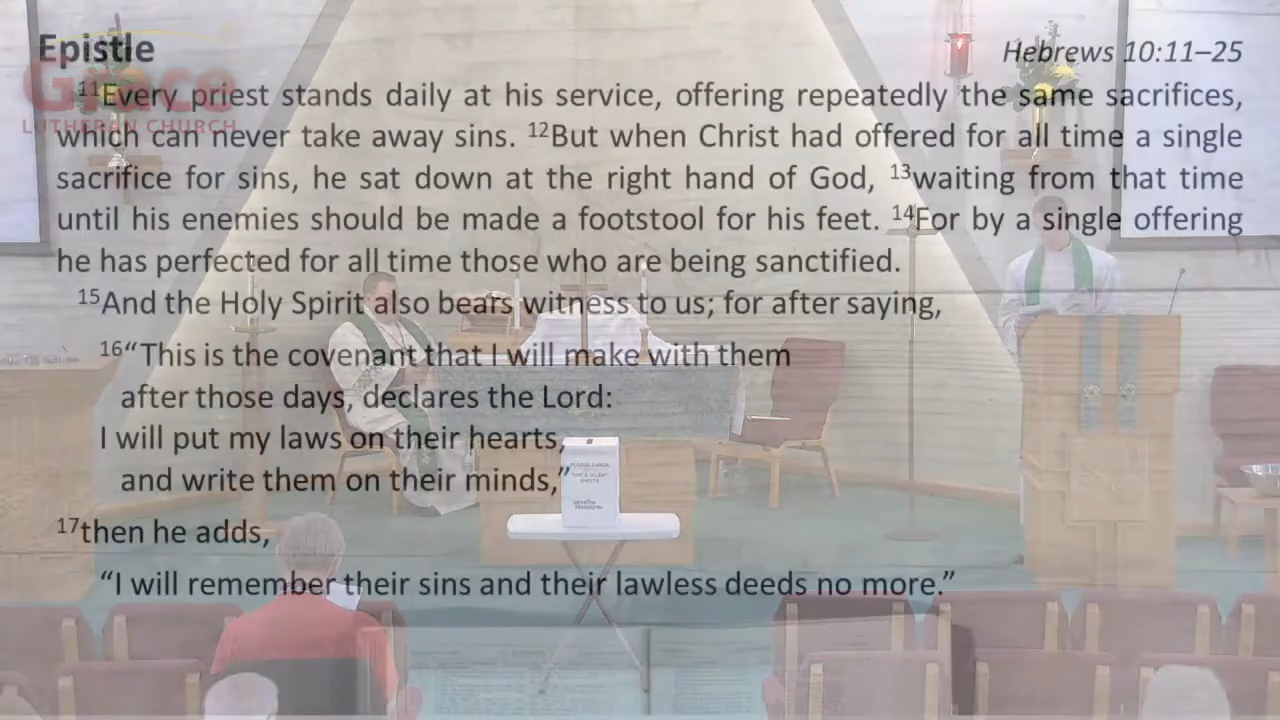 Epistle
Hebrews 10:11–25
Grace
LUTHERAN CHURCH
¹¹Every priest stands daily at his service, offering repeatedly the same sacrifices,
which can never take away sins. ¹²But when Christ had offered for all time a single
sacrifice for sins, he sat down at the right hand of God, ¹³waiting from that time
until his enemies should be made a footstool for his feet. ¹⁴For by a single offering
he has perfected for all time those who are being sanctified.
¹⁵And the Holy Spirit also bears witness to us; for after saying,
¹⁶“This is the covenant that I will make with them
after those days, declares the Lord:
I will put my laws on their hearts,
and write them on their minds,”
¹⁷then he adds,
“I will remember their sins and their lawless deeds no more.”
PLEDGE CARDS